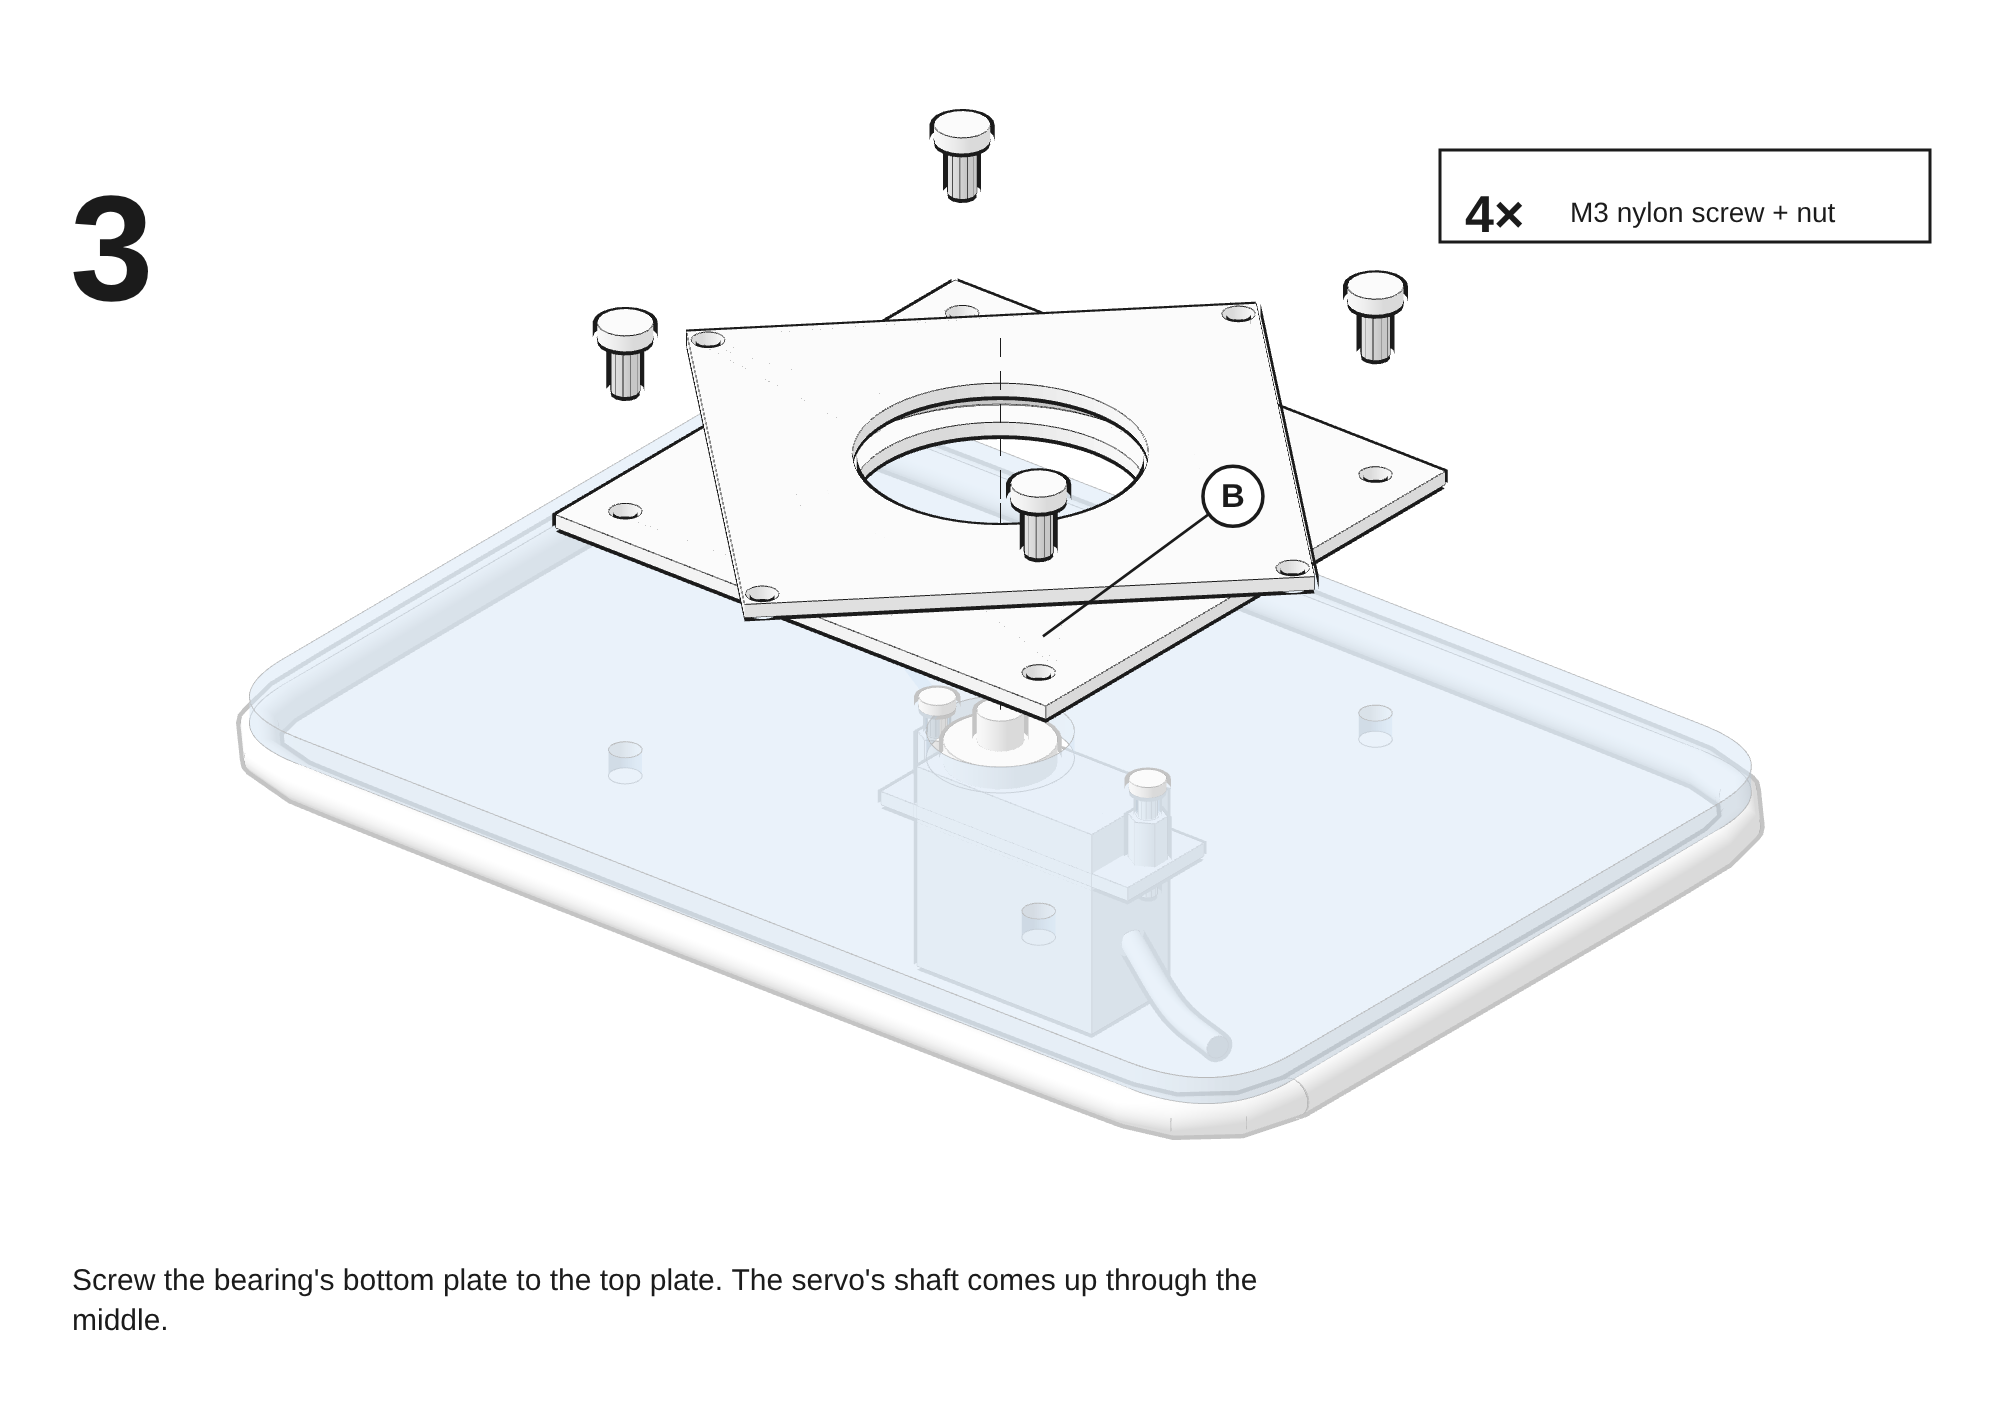 3
4× M3 nylon screw + nut
B
Screw the bearing's bottom plate to the top plate. The servo's shaft comes up through the
middle.